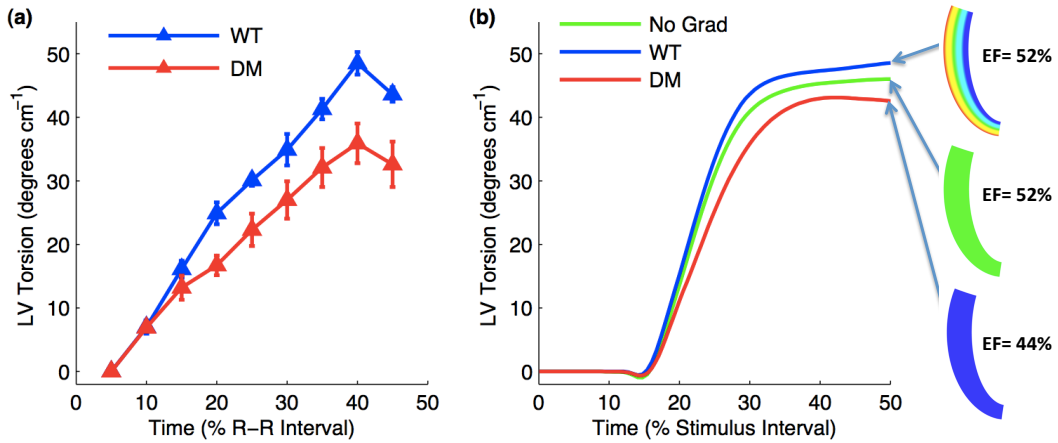 (a)
WT
DM
LV Torsion (degrees cm⁻¹)
50
40
30
20
10
0
0
10
20
30
40
50
Time (% R−R Interval)
(b)
No Grad
WT
DM
LV Torsion (degrees cm⁻¹)
50
40
30
20
10
0
0
10
20
30
40
50
Time (% Stimulus Interval)
EF= 52%
EF= 52%
EF= 44%